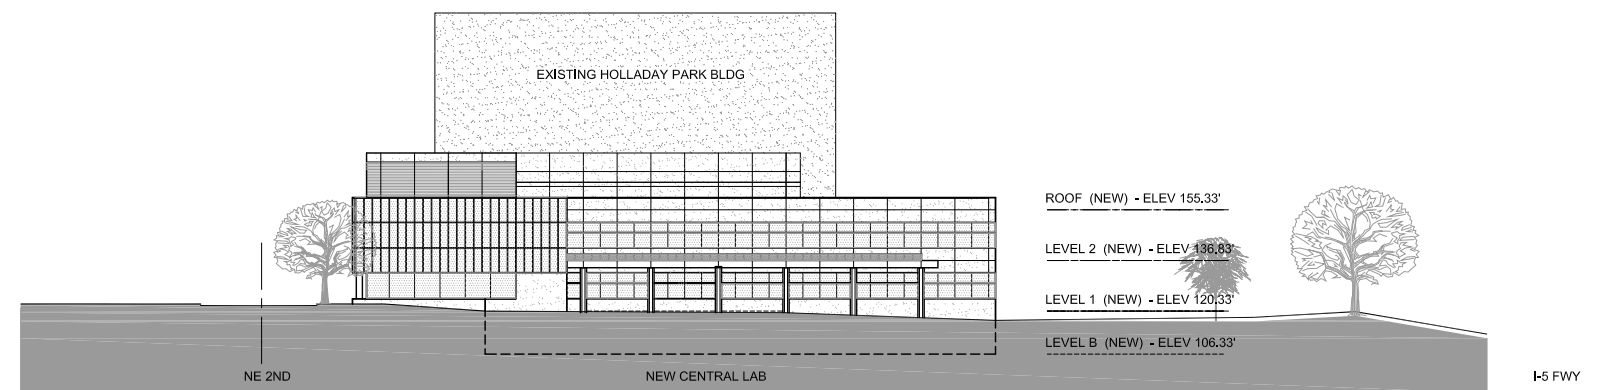 EXISTING HOLLADAY PARK BLDG
ROOF (NEW) - ELEV 155.33'
LEVEL 2 (NEW) - ELEV 136.83'
LEVEL 1 (NEW) - ELEV 120.33'
LEVEL B (NEW) - ELEV 106.33'
NE 2ND
NEW CENTRAL LAB
I-5 FWY